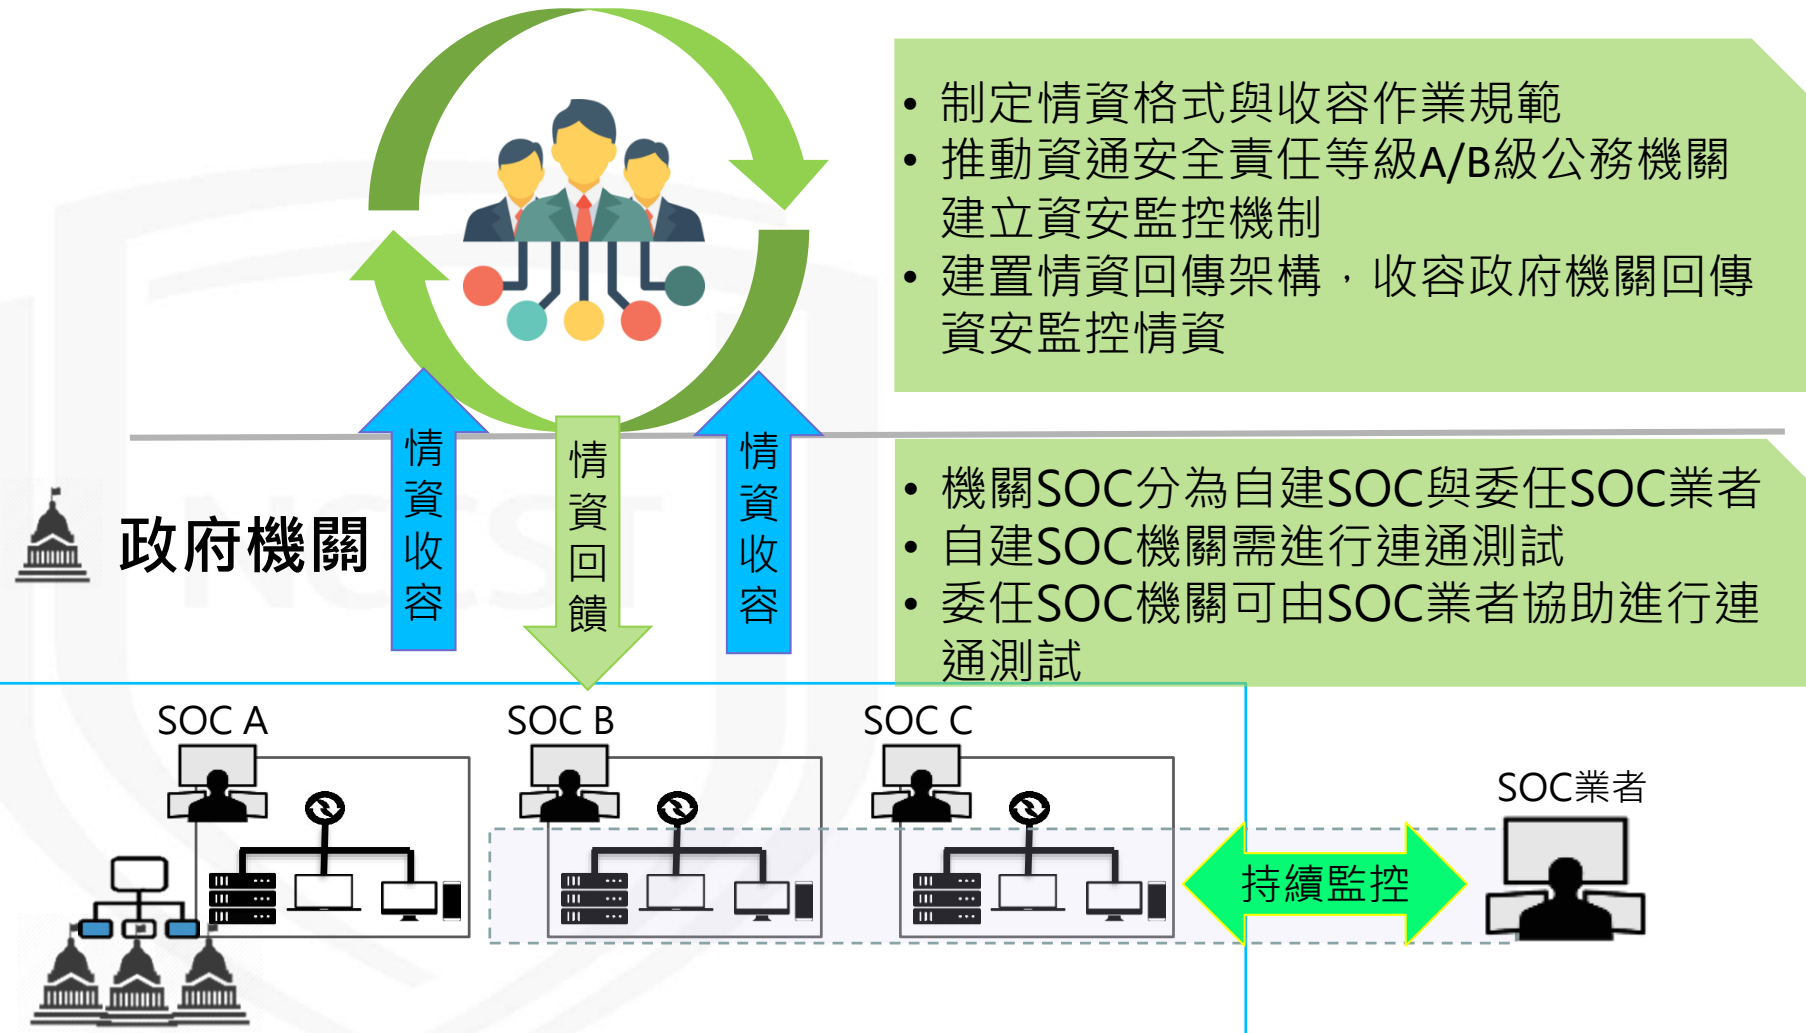 • 制定情資格式與收容作業規範
• 推動資通安全責任等級A/B級公務機關
建立資安監控機制
• 建置情資回傳架構，收容政府機關回傳
資安監控情資
情資收容
情資回饋
情資收容
政府機關
NCCST
• 機關SOC分為自建SOC與委任SOC業者
• 自建SOC機關需進行連通測試
• 委任SOC機關可由SOC業者協助進行連
通測試
SOC A
SOC B
SOC C
SOC業者
持續監控